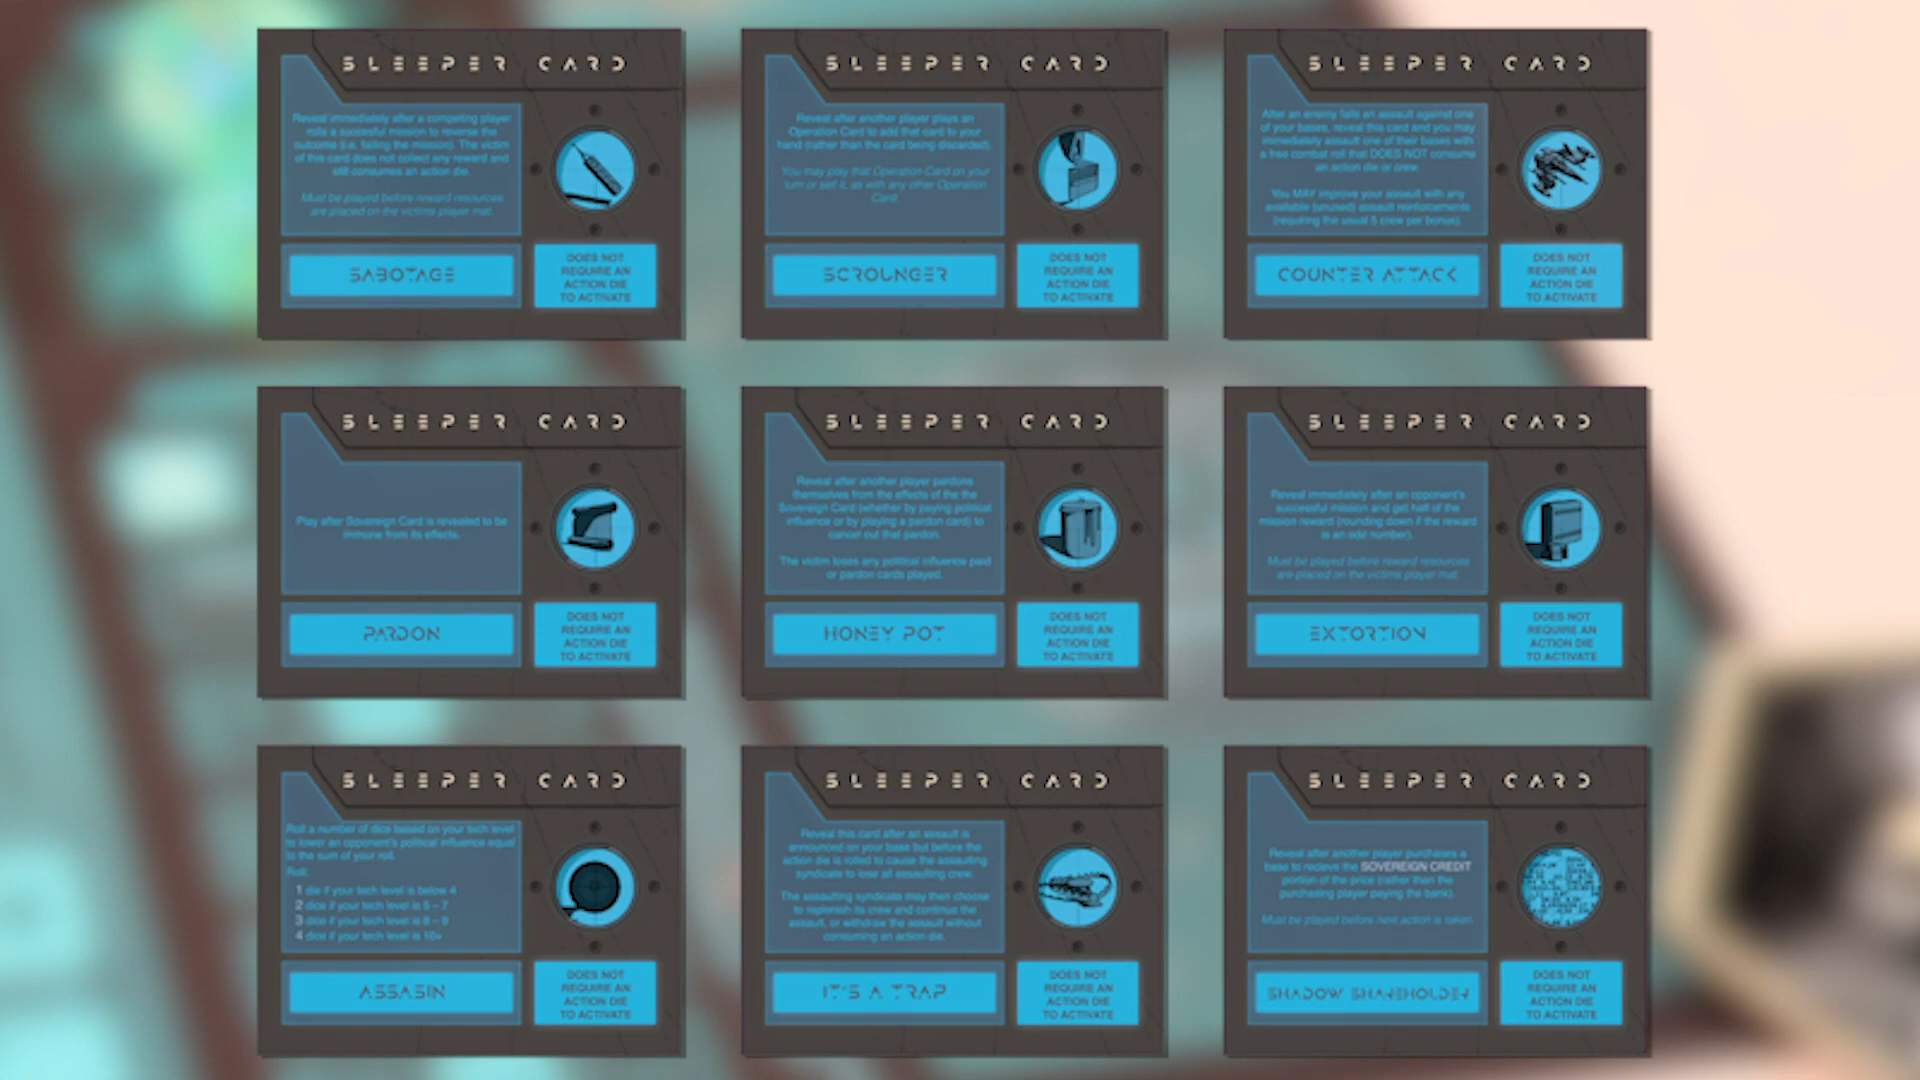 SLEEPER CARD
Reveal immediately after a competing player
rolls a succesful mission to reverse the
outcome (i.e. failing the mission). The victim
of this card does not collect any reward and
still consumes an action die.
Must be played before reward resources
are placed on the victims player mat.
SABOTAGE
DOES NOT
REQUIRE AN
ACTION DIE
TO ACTIVATE
SLEEPER CARD
Reveal after another player plays an
Operation Card to add that card to your
hand (rather than the card being discarded).
You may play that Operation Card on your
turn or sell it, as with any other Operation
Card.
SCROUNGER
DOES NOT
REQUIRE AN
ACTION DIE
TO ACTIVATE
SLEEPER CARD
After an enemy fails an assault against one
of your bases, reveal this card and you may
immediately assault one of their bases with
a free combat roll that DOES NOT consume
an action die or crew.
You MAY improve your assault with any
available (unused) assault reinforcements
(requiring the usual 5 crew per bonus).
COUNTER ATTACK
DOES NOT
REQUIRE AN
ACTION DIE
TO ACTIVATE
SLEEPER CARD
Play after Sovereign Card is revealed to be
immune from its effects.
PARDON
DOES NOT
REQUIRE AN
ACTION DIE
TO ACTIVATE
SLEEPER CARD
Reveal after another player pardons
themselves from the effects of the the
Sovereign Card (whether by paying political
influence or by playing a pardon card) to
cancel out that pardon.
The victim loses any political influence paid
or pardon cards played.
HONEY POT
DOES NOT
REQUIRE AN
ACTION DIE
TO ACTIVATE
SLEEPER CARD
Reveal immediately after an opponent's
successful mission and get half of the
mission reward (rounding down if the reward
is an odd number).
Must be played before reward resources
are placed on the victims player mat.
EXTORTION
DOES NOT
REQUIRE AN
ACTION DIE
TO ACTIVATE
SLEEPER CARD
Roll a number of dice based on your tech level
to lower an opponent's political influence equal
to the sum of your roll.
Roll:
1 die if your tech level is below 4
2 dice if your tech level is 5 – 7
3 dice if your tech level is 8 – 9
4 dice if your tech level is 10+
ASSASIN
DOES NOT
REQUIRE AN
ACTION DIE
TO ACTIVATE
SLEEPER CARD
Reveal this card after an assault is
announced on your base but before the
action die is rolled to cause the assaulting
syndicate to lose all assaulting crew.
The assaulting syndicate may then choose
to replenish its crew and continue the
assault, or withdraw the assault without
consuming an action die.
IT'S A TRAP
DOES NOT
REQUIRE AN
ACTION DIE
TO ACTIVATE
SLEEPER CARD
Reveal after another player purchases a
base to recieve the SOVEREIGN CREDIT
portion of the price (rather than the
purchasing player paying the bank).
Must be played before next action is taken.
SHADOW SHAREHOLDER
DOES NOT
REQUIRE AN
ACTION DIE
TO ACTIVATE